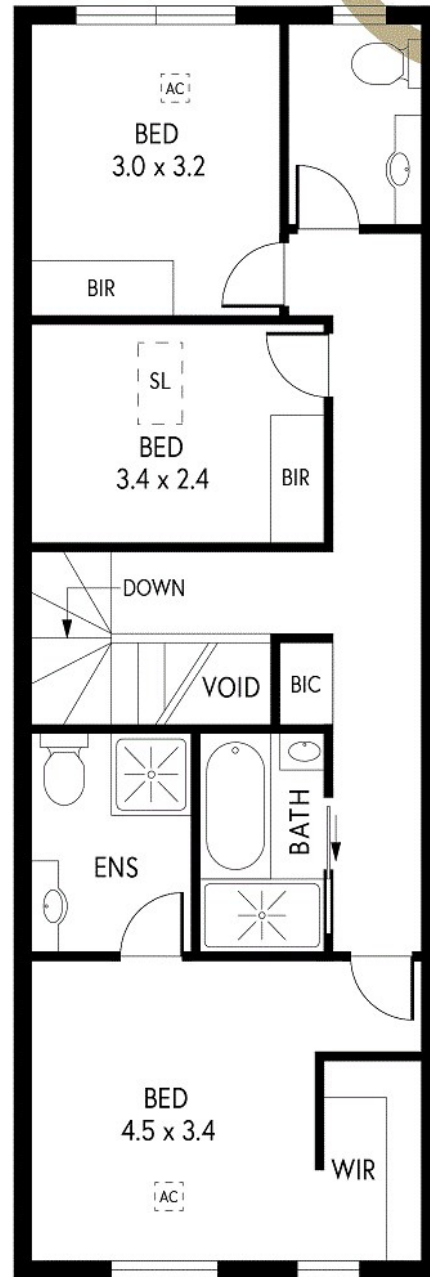 AC
BED
3.0 x 3.2
BIR
SL
BED
3.4 x 2.4
BIR
DOWN
VOID
BIC
ENS
BATH
BED
4.5 x 3.4
AC
WIR